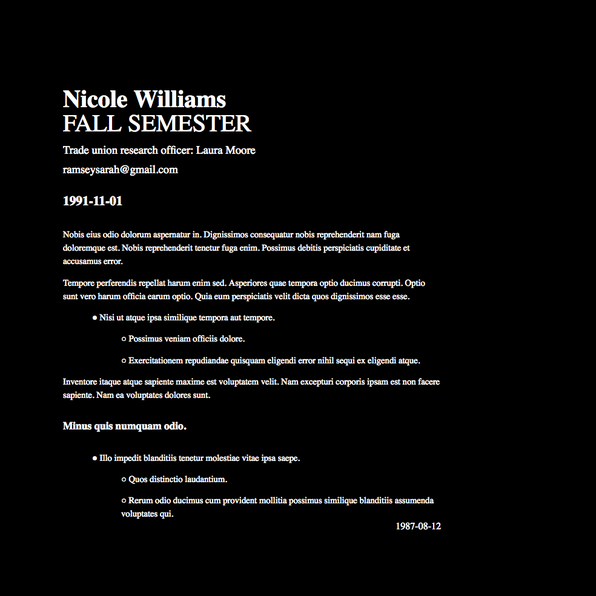 Nicole Williams
FALL SEMESTER
Trade union research officer: Laura Moore
ramseysarah@gmail.com
1991-11-01
Nobis eius odio dolorum aspernatur in. Dignissimos consequatur nobis reprehenderit nam fuga
doloremque est. Nobis reprehenderit tenetur fuga enim. Possimus debitis perspiciatis cupiditate et
accusamus error.
Tempore perferendis repellat harum enim sed. Asperiores quae tempora optio ducimus corrupti. Optio
sunt vero harum officia earum optio. Quia eum perspiciatis velit dicta quos dignissimos esse esse.
● Nisi ut atque ipsa similique tempora aut tempore.
○ Possimus veniam officiis dolore.
○ Exercitationem repudiandae quisquam eligendi error nihil sequi ex eligendi atque.
Inventore itaque atque sapiente maxime est voluptatem velit. Nam excepturi corporis ipsam est non facere
sapiente. Nam ea voluptates dolores sunt.
Minus quis numquam odio.
● Illo impedit blanditiis tenetur molestiae vitae ipsa saepe.
○ Quos distinctio laudantium.
○ Rerum odio ducimus cum provident mollitia possimus similique blanditiis assumenda
voluptates qui.
1987-08-12